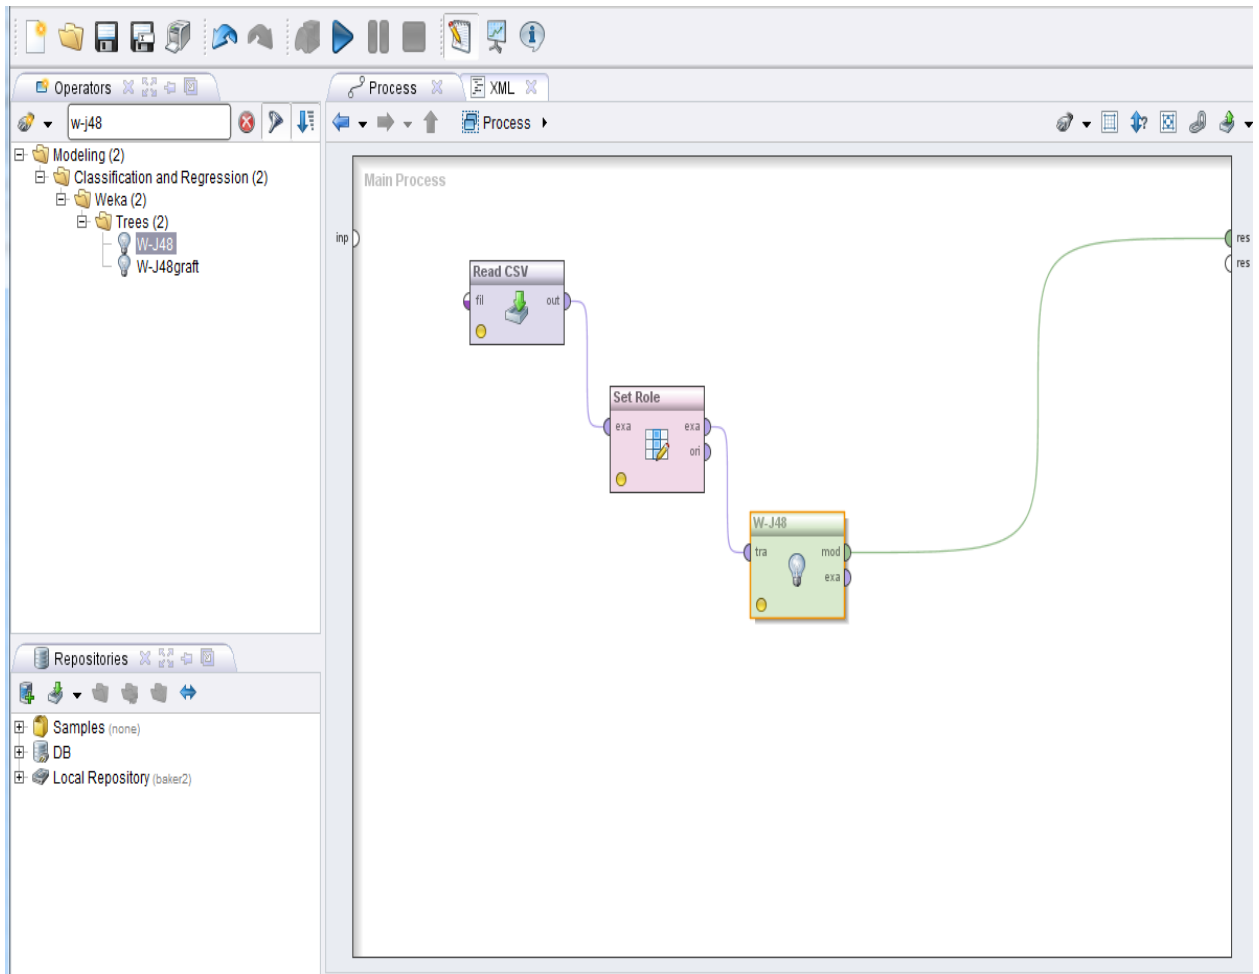 Operators
Process
XML
w-j48
Process
Modeling (2)
Classification and Regression (2)
Weka (2)
Trees (2)
W-J48
W-J48graft
Main Process
inp
res
res
Read CSV
fil
out
Set Role
exa
exa
ori
W-J48
tra
mod
exa
Repositories
Samples (none)
DB
Local Repository (baker2)